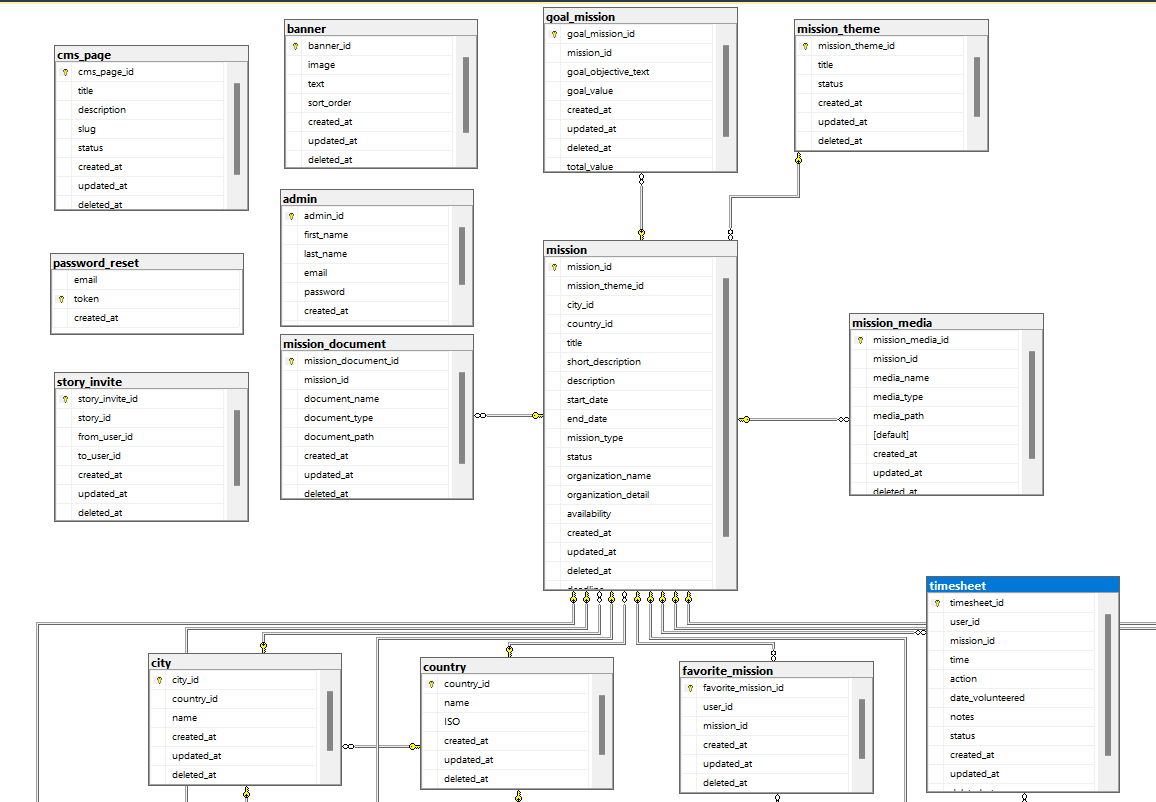 cms_page
cms_page_id
title
description
slug
status
created_at
updated_at
deleted_at
banner
banner_id
image
text
sort_order
created_at
updated_at
deleted_at
goal_mission
goal_mission_id
mission_id
goal_objective_text
goal_value
created_at
updated_at
deleted_at
total_value
mission_theme
mission_theme_id
title
status
created_at
updated_at
deleted_at
admin
admin_id
first_name
last_name
email
password
created_at
password_reset
email
token
created_at
mission
mission_id
mission_theme_id
city_id
country_id
title
short_description
description
start_date
end_date
mission_type
status
organization_name
organization_detail
availability
created_at
updated_at
deleted_at
deadline
mission_media
mission_media_id
mission_id
media_name
media_type
media_path
[default]
created_at
updated_at
deleted_at
mission_document
mission_document_id
mission_id
document_name
document_type
document_path
created_at
updated_at
deleted_at
story_invite
story_invite_id
story_id
from_user_id
to_user_id
created_at
updated_at
deleted_at
timesheet
timesheet_id
user_id
mission_id
time
action
date_volunteered
notes
status
created_at
updated_at
city
city_id
country_id
name
created_at
updated_at
deleted_at
country
country_id
name
ISO
created_at
updated_at
deleted_at
favorite_mission
favorite_mission_id
user_id
mission_id
created_at
updated_at
deleted_at